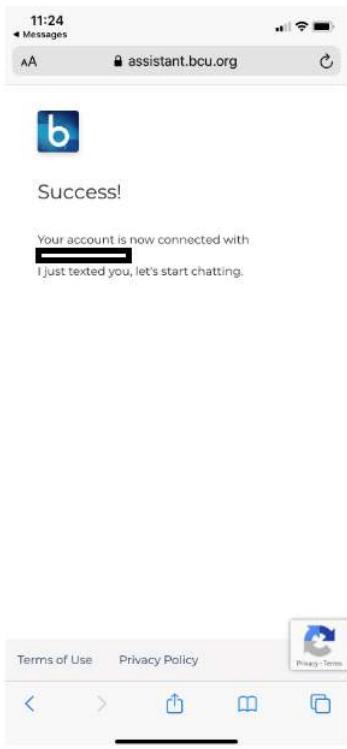 11:24
◀ Messages
AA
assistant.bcu.org
b
Success!
Your account is now connected with
I just texted you, let's start chatting.
Privacy - Terms
Terms of Use
Privacy Policy